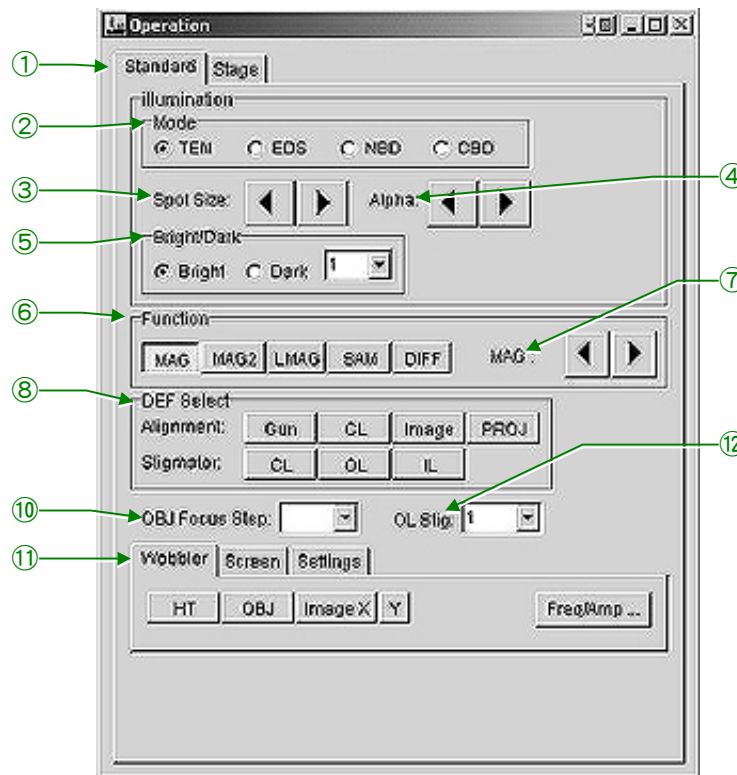 Operation
① Standard Stage
illumination
② Mode
TEM EDS NBD CBD
③ Spot Size: Alpha: ④
⑤ Bright/Dark
Bright Dark 1
⑥ Function ⑦
MAG MAG2 LMAG SAM DIFF MAG :
⑧ DEF Select
Alignment: Gun CL Image PROJ
Stigmator: CL OL IL
⑫
⑩ OBJ Focus Step: OL Stig: 1
⑪ Wobbler Screen Settings
HT OBJ Image X Y Freq/Amp ...